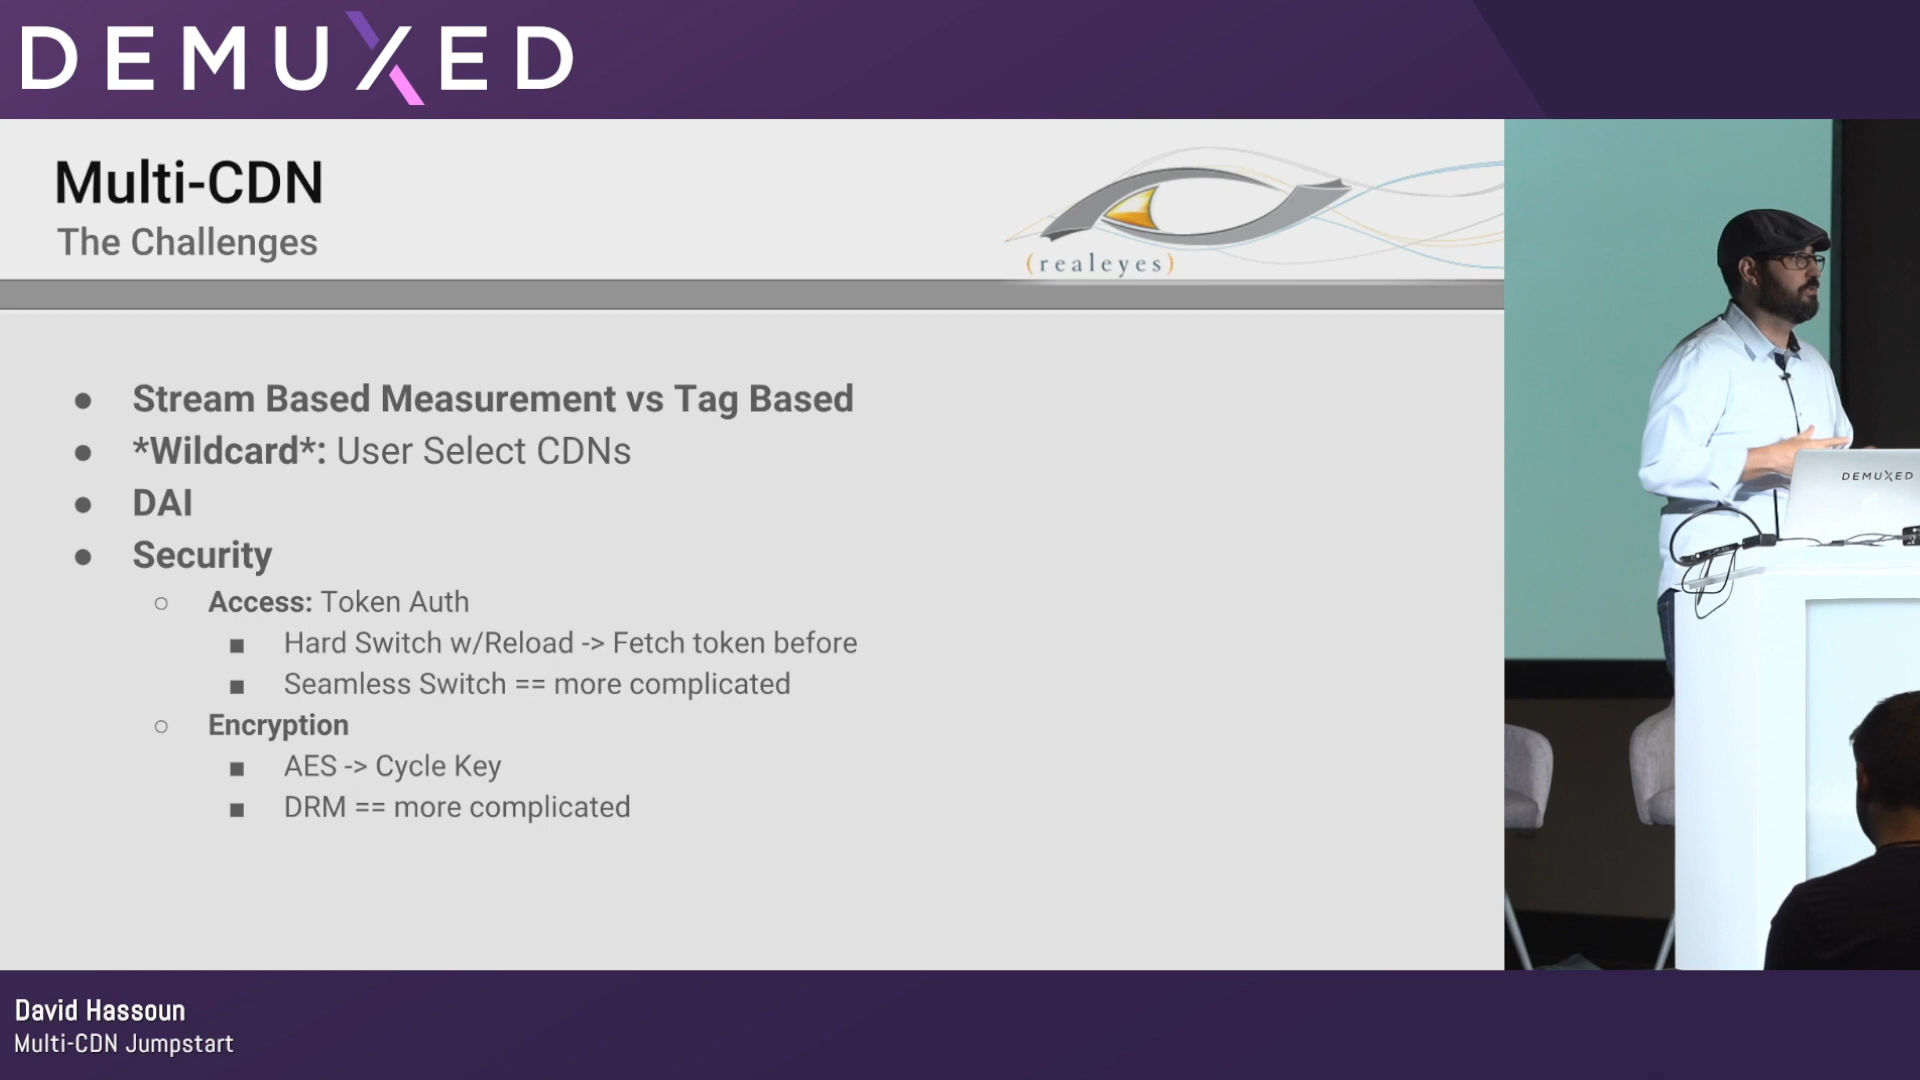 DEMUXED
Multi-CDN
The Challenges
(realeyes)
● Stream Based Measurement vs Tag Based
● *Wildcard*: User Select CDNs
● DAI
● Security
○ Access: Token Auth
■ Hard Switch w/Reload -> Fetch token before
■ Seamless Switch == more complicated
○ Encryption
■ AES -> Cycle Key
■ DRM == more complicated
DEMUXED
David Hassoun
Multi-CDN Jumpstart